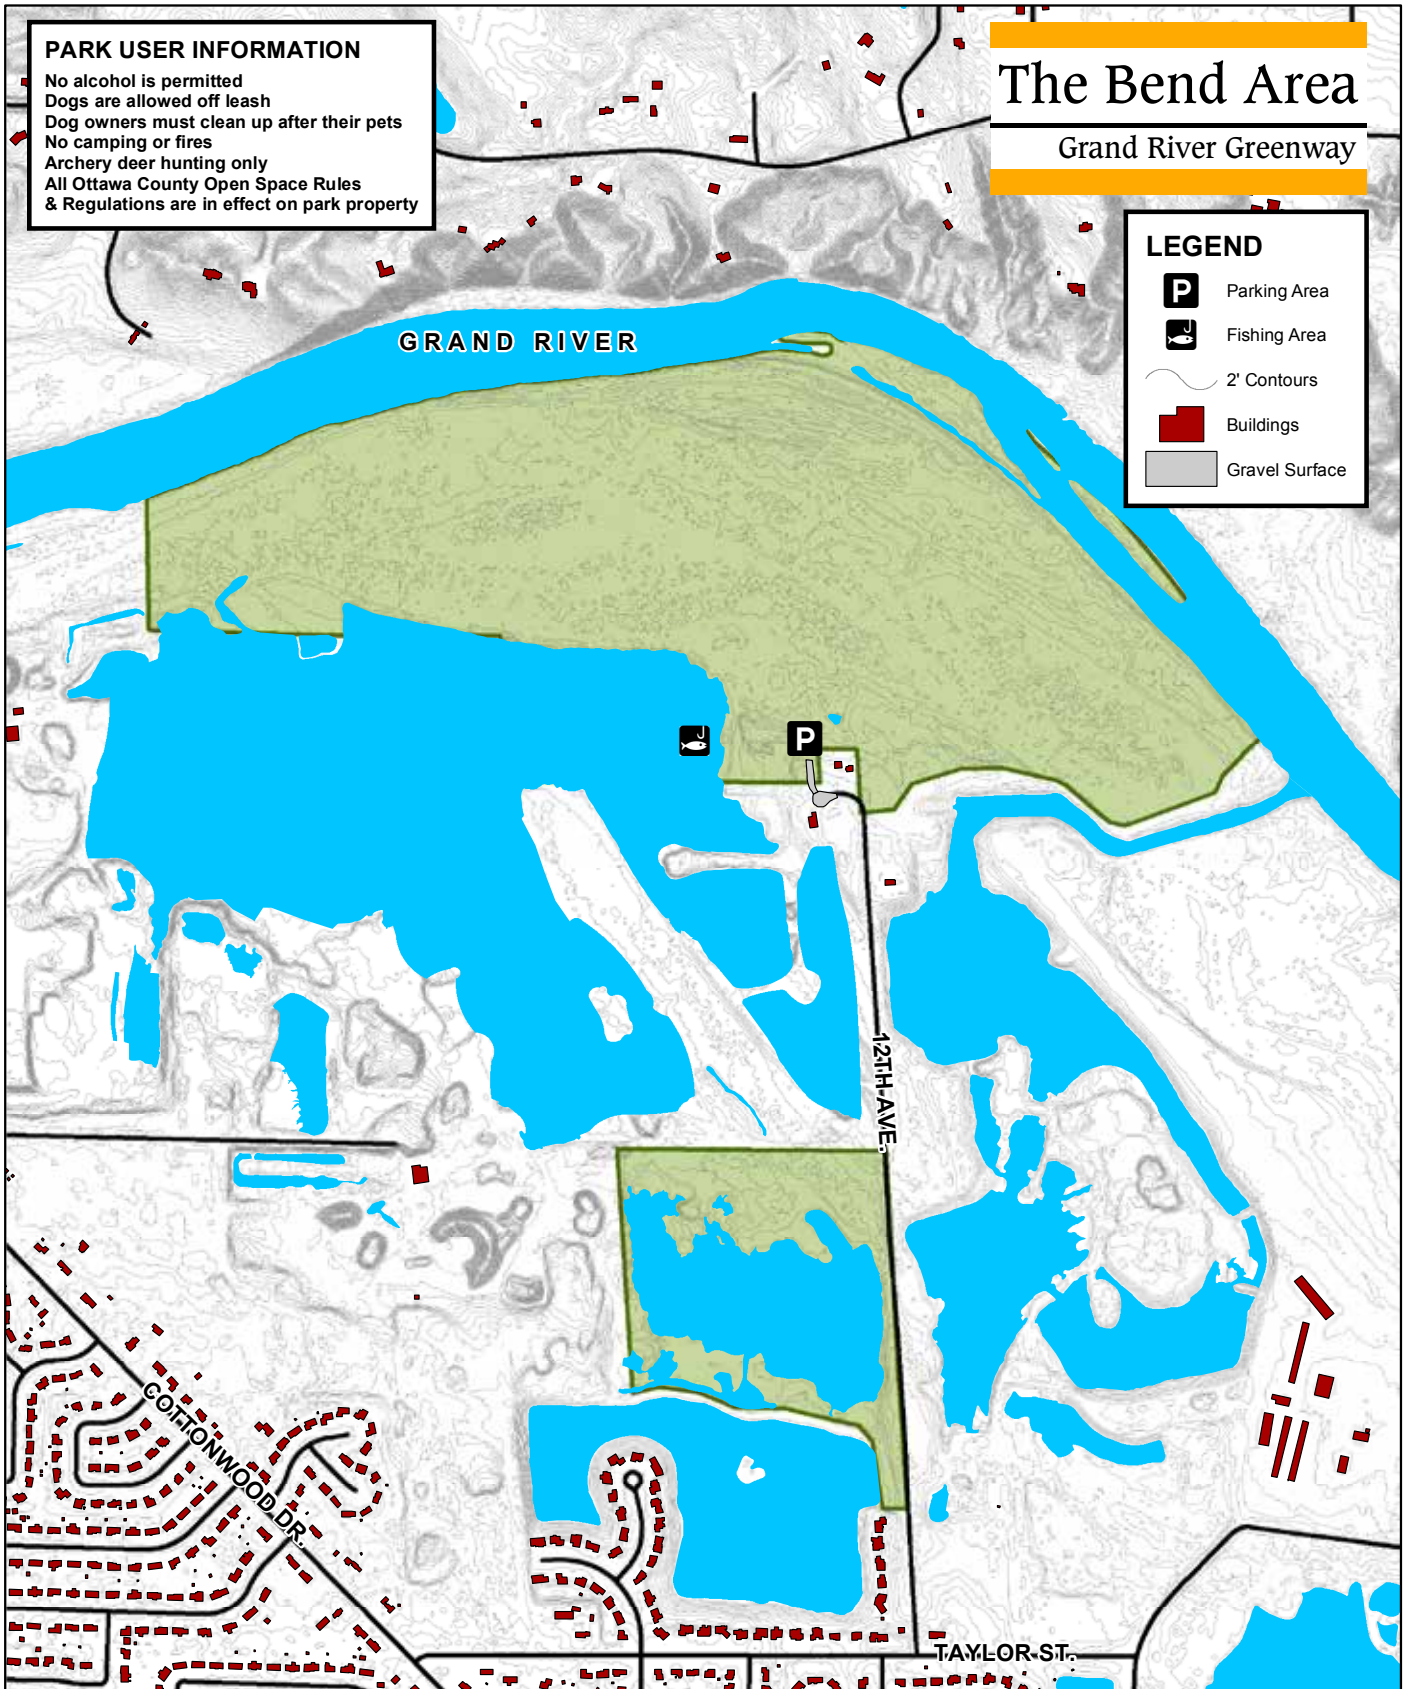 PARK USER INFORMATION
No alcohol is permitted
Dogs are allowed off leash
Dog owners must clean up after their pets
No camping or fires
Archery deer hunting only
All Ottawa County Open Space Rules
& Regulations are in effect on park property
The Bend Area
Grand River Greenway
LEGEND
P Parking Area
Fishing Area
2' Contours
Buildings
Gravel Surface
GRAND RIVER
P
12TH AVE.
COTTONWOOD DR.
TAYLOR ST.